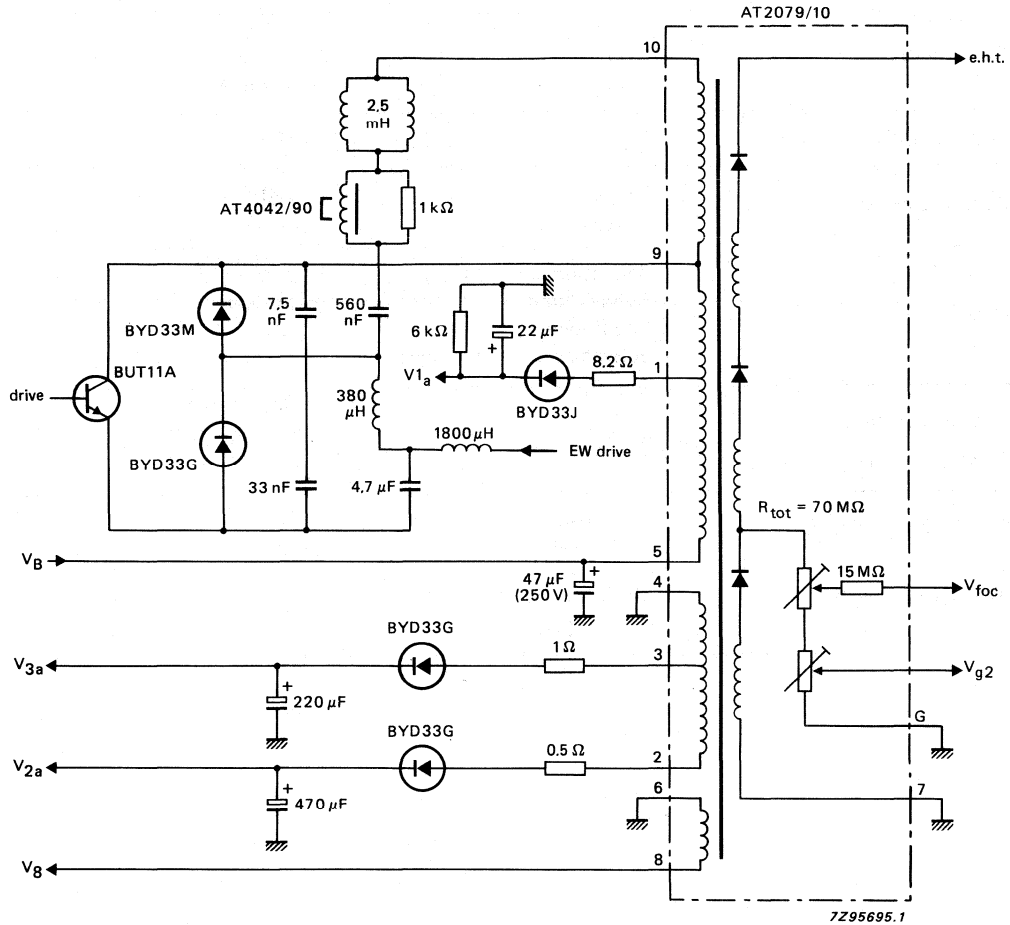 AT2079/10
10
e.h.t.
2,5
mH
AT4042/90
1 kΩ
9
7,5
nF
560
nF
BYD33M
6 kΩ
22 μF
+
8.2 Ω
1
V1a
BUT11A
BYD33J
drive
380
μH
1800 μH
EW drive
BYD33G
33 nF
4,7 μF
Rtot = 70 MΩ
VB
5
47 μF
(250 V)
+
4
15 MΩ
Vfoc
BYD33G
1 Ω
3
V3a
Vg2
+
220 μF
G
BYD33G
0.5 Ω
2
V2a
+
470 μF
6
7
8
V8
7Z95695.1